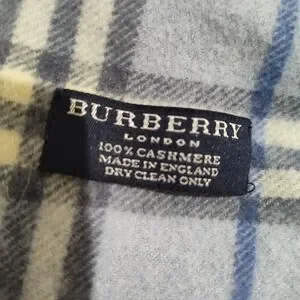 BURBERRY
LONDON
100% CASHMERE
MADE IN ENGLAND
DRY CLEAN ONLY